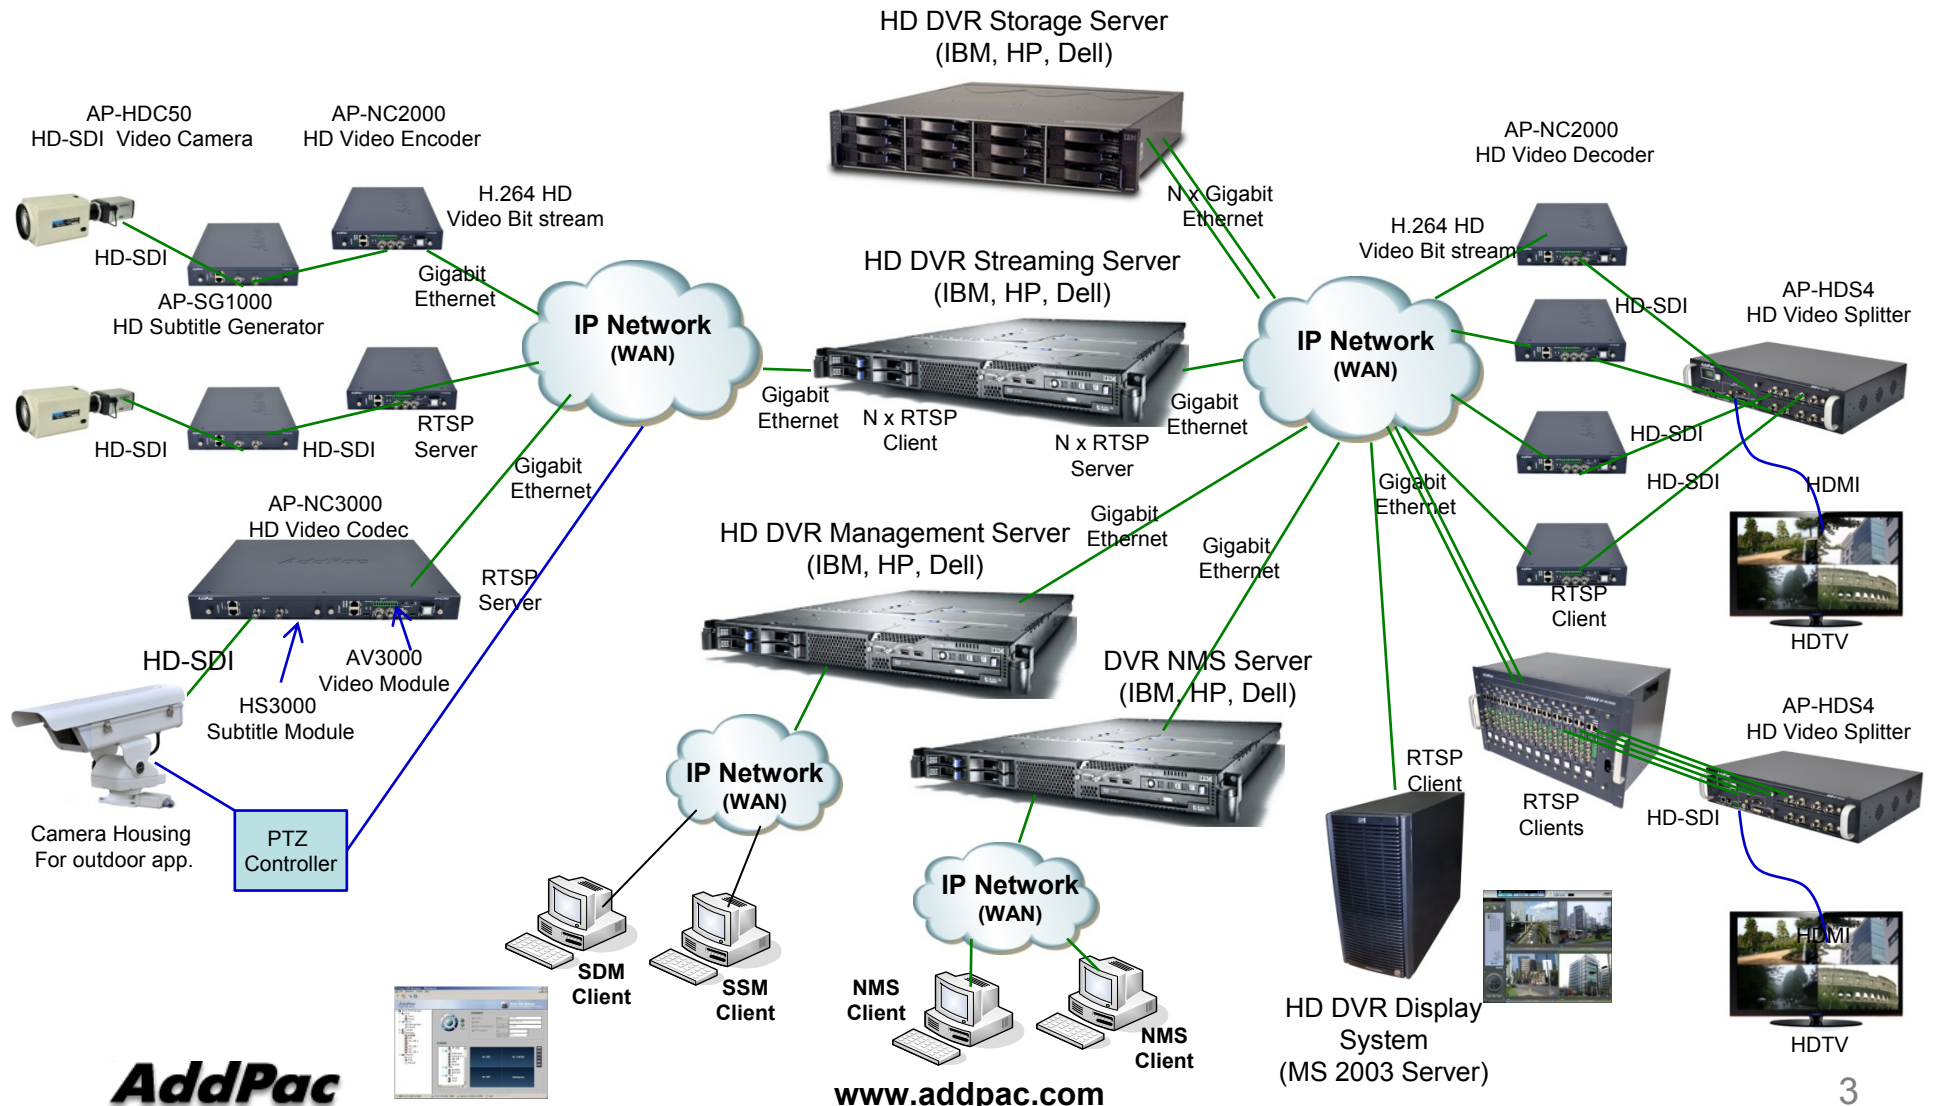 HD DVR Storage Server
(IBM, HP, Dell)
AP-HDC50
HD-SDI Video Camera
AP-NC2000
HD Video Encoder
H.264 HD
Video Bit stream
HD-SDI
AP-SG1000
HD Subtitle Generator
Gigabit
Ethernet
IP Network
(WAN)
HD-SDI
HD-SDI
RTSP
Server
Gigabit
Ethernet
AP-NC3000
HD Video Codec
AddPac
RTSP
Server
HD-SDI
AV3000
Video Module
HS3000
Subtitle Module
Camera Housing
For outdoor app.
PTZ
Controller
HD DVR Streaming Server
(IBM, HP, Dell)
Gigabit
Ethernet
N x RTSP
Client
N x RTSP
Server
Gigabit
Ethernet
N x Gigabit
Ethernet
IP Network
(WAN)
AP-NC2000
HD Video Decoder
H.264 HD
Video Bit stream
HD-SDI
AP-HDS4
HD Video Splitter
HD-SDI
HD-SDI
HDMI
Gigabit
Ethernet
RTSP
Client
HDTV
HD DVR Management Server
(IBM, HP, Dell)
Gigabit
Ethernet
Gigabit
Ethernet
DVR NMS Server
(IBM, HP, Dell)
IP Network
(WAN)
SDM
Client
SSM
Client
IP Network
(WAN)
NMS
Client
NMS
Client
RTSP
Client
HD DVR Display
System
(MS 2003 Server)
RTSP
Clients
HD-SDI
AP-HDS4
HD Video Splitter
HDMI
HDTV
AddPac
www.addpac.com
3